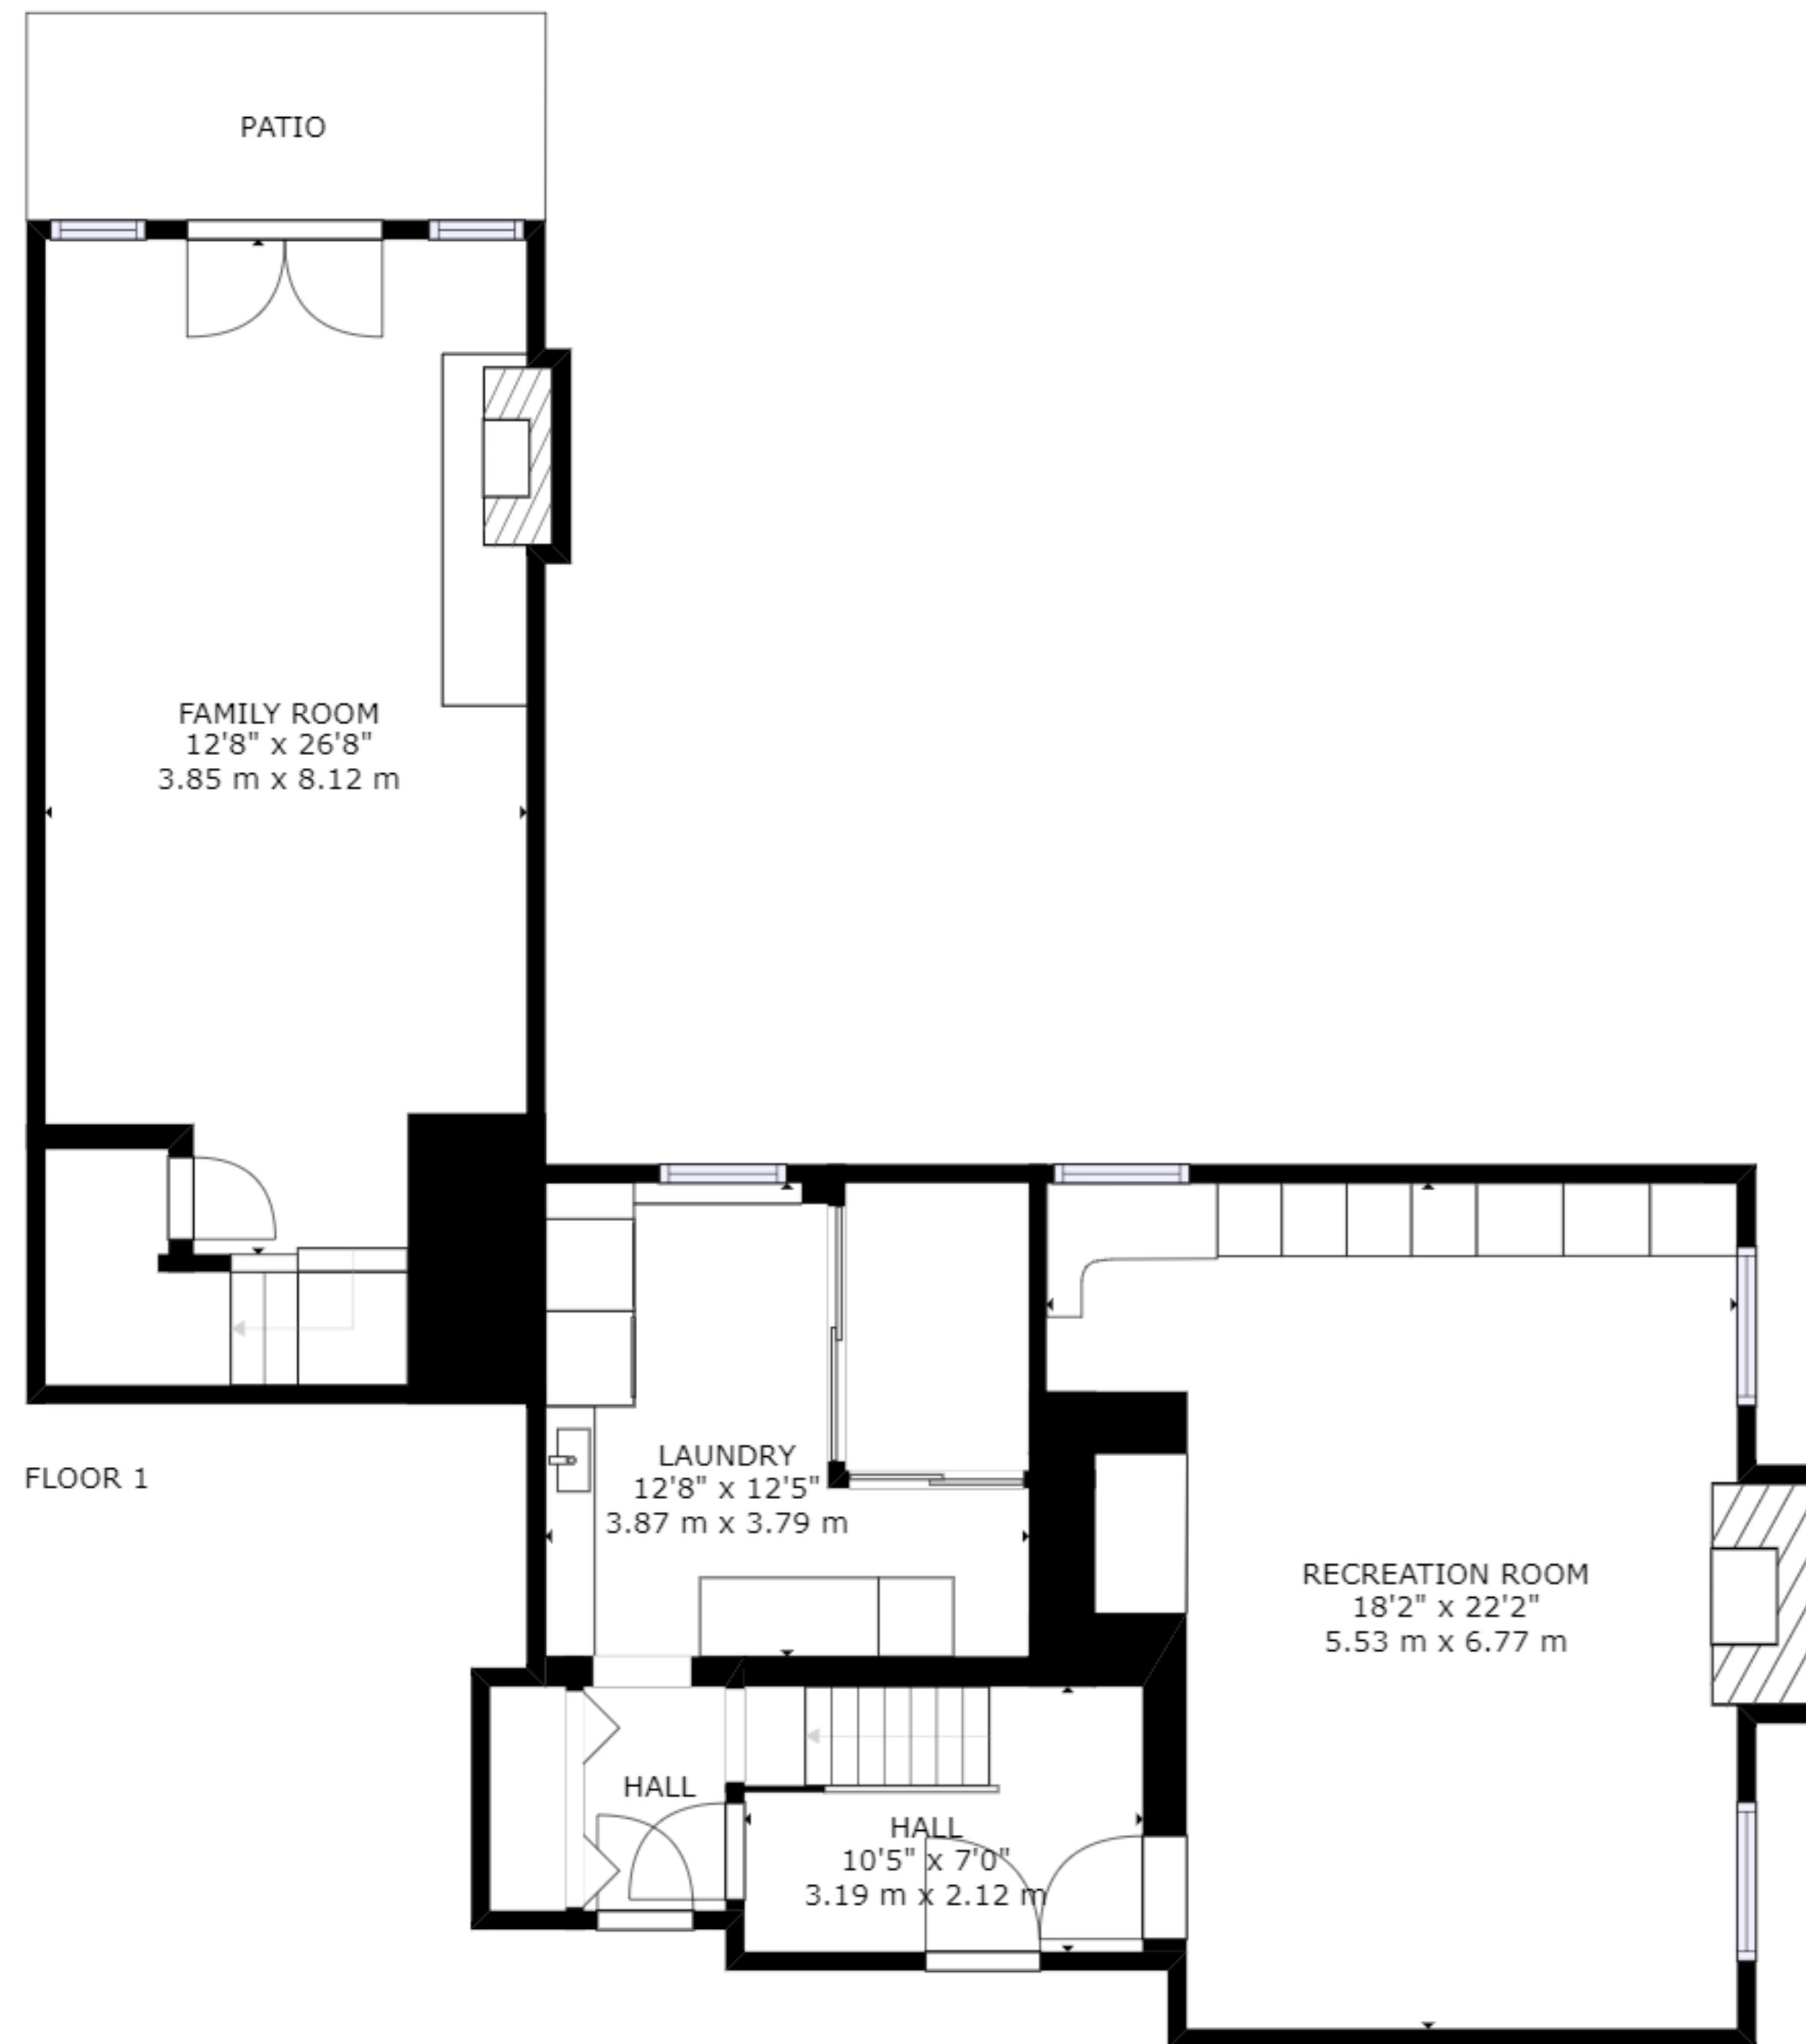 PATIO
FAMILY ROOM
12'8" x 26'8"
3.85 m x 8.12 m
FLOOR 1
LAUNDRY
12'8" x 12'5"
3.87 m x 3.79 m
RECREATION ROOM
18'2" x 22'2"
5.53 m x 6.77 m
HALL
HALL
10'5" x 7'0"
3.19 m x 2.12 m